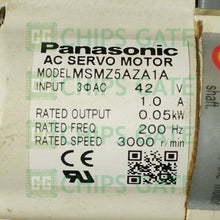 Panasonic
AC SERVO MOTOR
MODEL MSMZ5AZA1A
INPUT 3ΦAC 42 V
1.0 A
RATED OUTPUT 0.05 kW
RATED FREQ 200 Hz
RATED SPEED 3000 r/min
CHIPS GATE